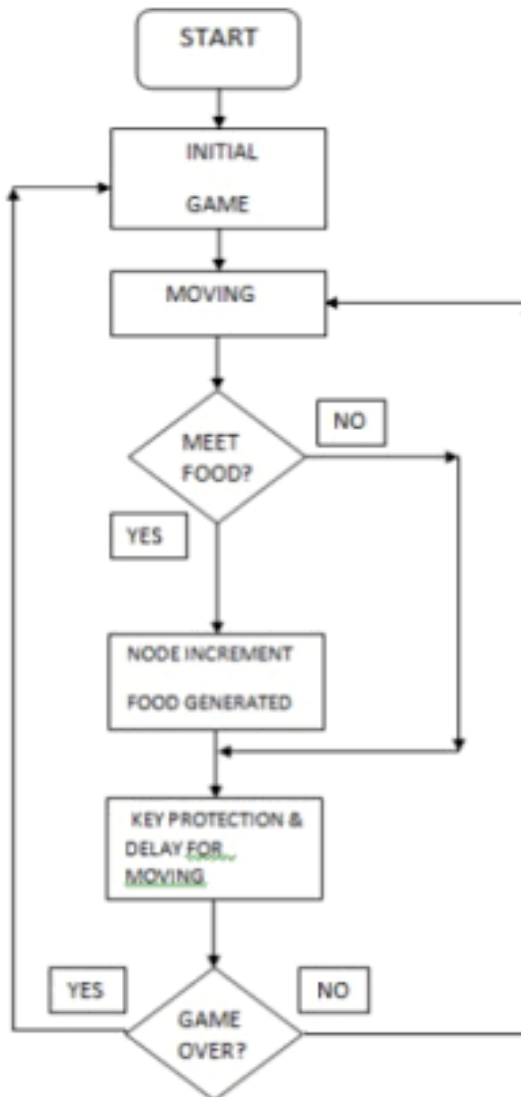 START
INITIAL
GAME
MOVING
NO
MEET
FOOD?
YES
NODE INCREMENT
FOOD GENERATED
KEY PROTECTION &
DELAY FOR
MOVING
YES
NO
GAME
OVER?